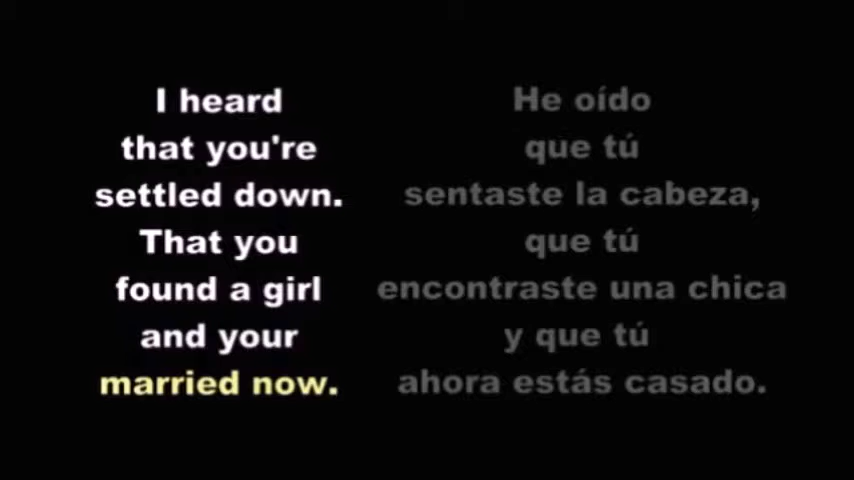 I heard
that you're
settled down.
That you
found a girl
and your
married now.
He oído
que tú
sentaste la cabeza,
que tú
encontraste una chica
y que tú
ahora estás casado.